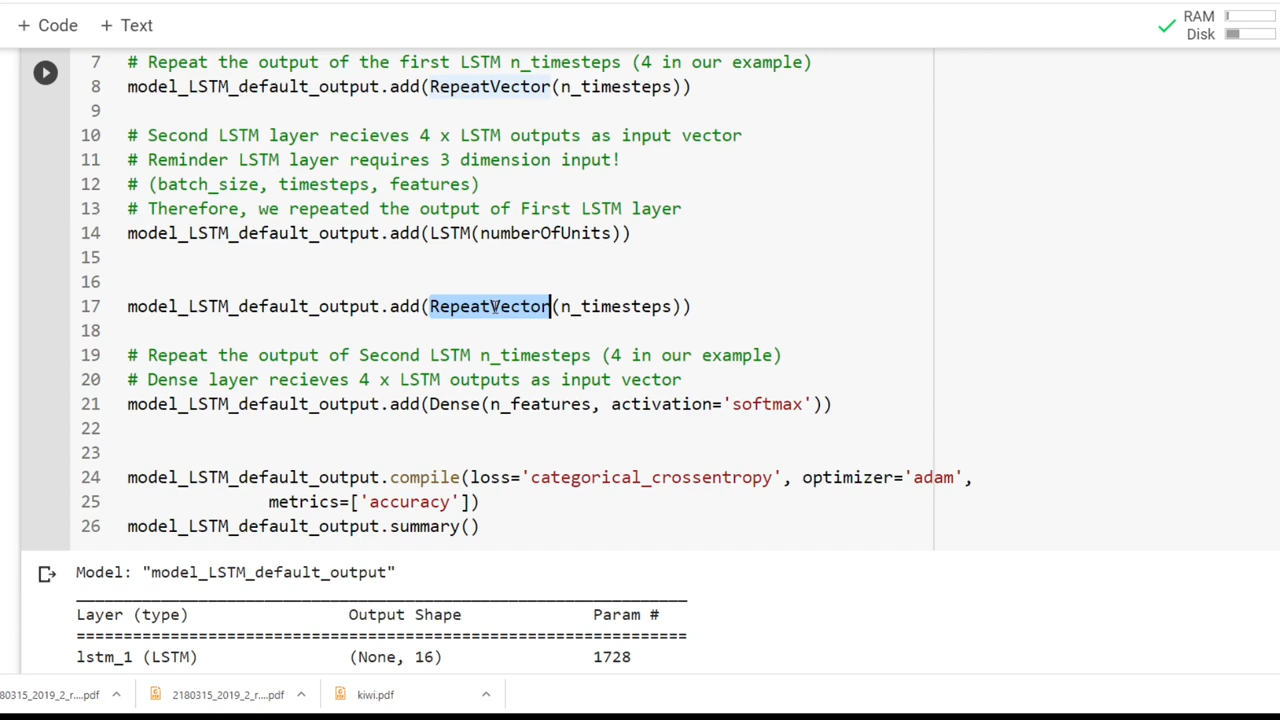 + Code + Text
RAM
Disk
7 # Repeat the output of the first LSTM n_timesteps (4 in our example)
8 model_LSTM_default_output.add(RepeatVector(n_timesteps))
9
10 # Second LSTM layer recieves 4 x LSTM outputs as input vector
11 # Reminder LSTM layer requires 3 dimension input!
12 # (batch_size, timesteps, features)
13 # Therefore, we repeated the output of First LSTM layer
14 model_LSTM_default_output.add(LSTM(numberOfUnits))
15
16
17 model_LSTM_default_output.add(RepeatVector(n_timesteps))
18
19 # Repeat the output of Second LSTM n_timesteps (4 in our example)
20 # Dense layer recieves 4 x LSTM outputs as input vector
21 model_LSTM_default_output.add(Dense(n_features, activation='softmax'))
22
23
24 model_LSTM_default_output.compile(loss='categorical_crossentropy', optimizer='adam',
25 metrics=['accuracy'])
26 model_LSTM_default_output.summary()
Model: "model_LSTM_default_output"
Layer (type) Output Shape Param #
=================================================================
lstm_1 (LSTM) (None, 16) 1728
80315_2019_2_r....pdf 2180315_2019_2_r....pdf kiwi.pdf